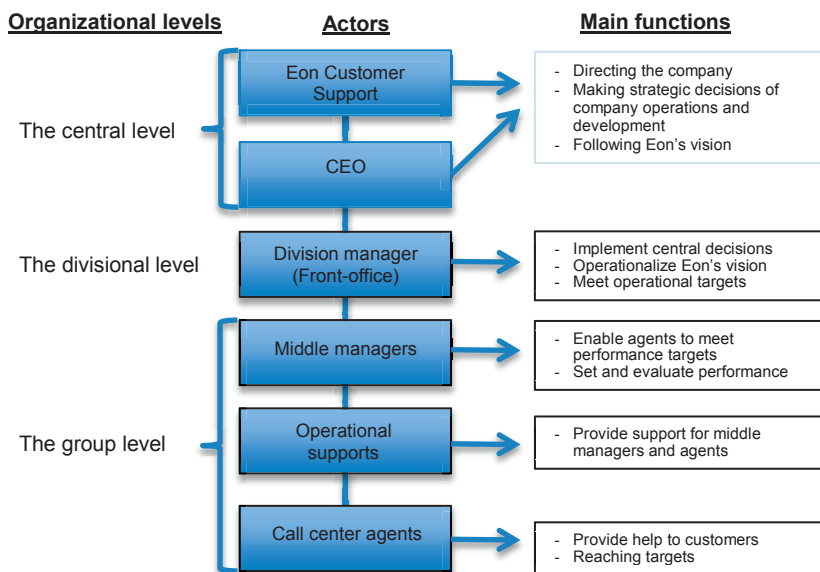 Organizational levels
Actors
Main functions
The central level
Eon Customer
Support
CEO
- Directing the company
- Making strategic decisions of
company operations and
development
- Following Eon's vision
The divisional level
Division manager
(Front-office)
- Implement central decisions
- Operationalize Eon's vision
- Meet operational targets
The group level
Middle managers
- Enable agents to meet
performance targets
- Set and evaluate performance
Operational
supports
- Provide support for middle
managers and agents
Call center agents
- Provide help to customers
- Reaching targets